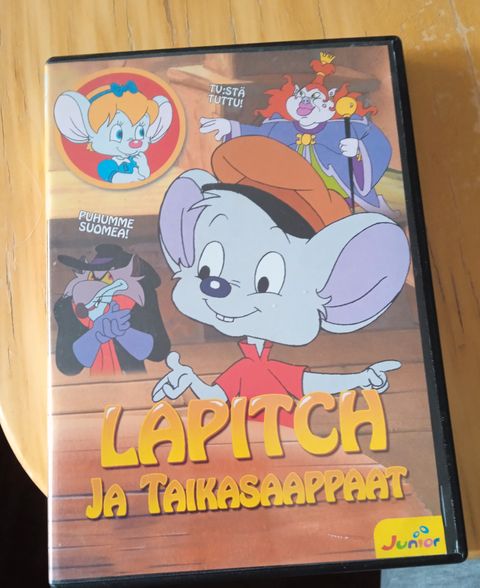 TV:STÄ
TUTTU!
PUHUMME
SUOMEA!
LAPITCH
JA TAIKASAAPPAAT
Junior